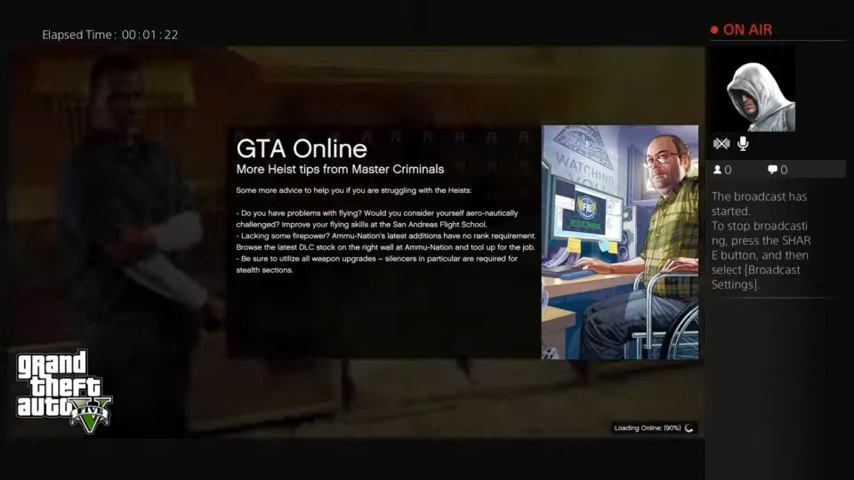 Elapsed Time : 00:01:22
ON AIR
GTA Online
More Heist tips from Master Criminals
Some more advice to help you if you are struggling with the Heists:
- Do you have problems with flying? Would you consider yourself aero-nautically
challenged? Improve your flying skills at the San Andreas Flight School.
- Lacking some firepower? Ammu-Nation's latest additions have no rank requirement.
Browse the latest DLC stock on the right wall at Ammu-Nation and tool up for the job.
- Be sure to utilize all weapon upgrades – silencers in particular are required for
stealth sections.
WATCHING
0
0
The broadcast has
started.
To stop broadcasti
ng, press the SHAR
E button, and then
select [Broadcast
Settings].
grand
theft
auto
V
FIVE
Loading Online: (90%)